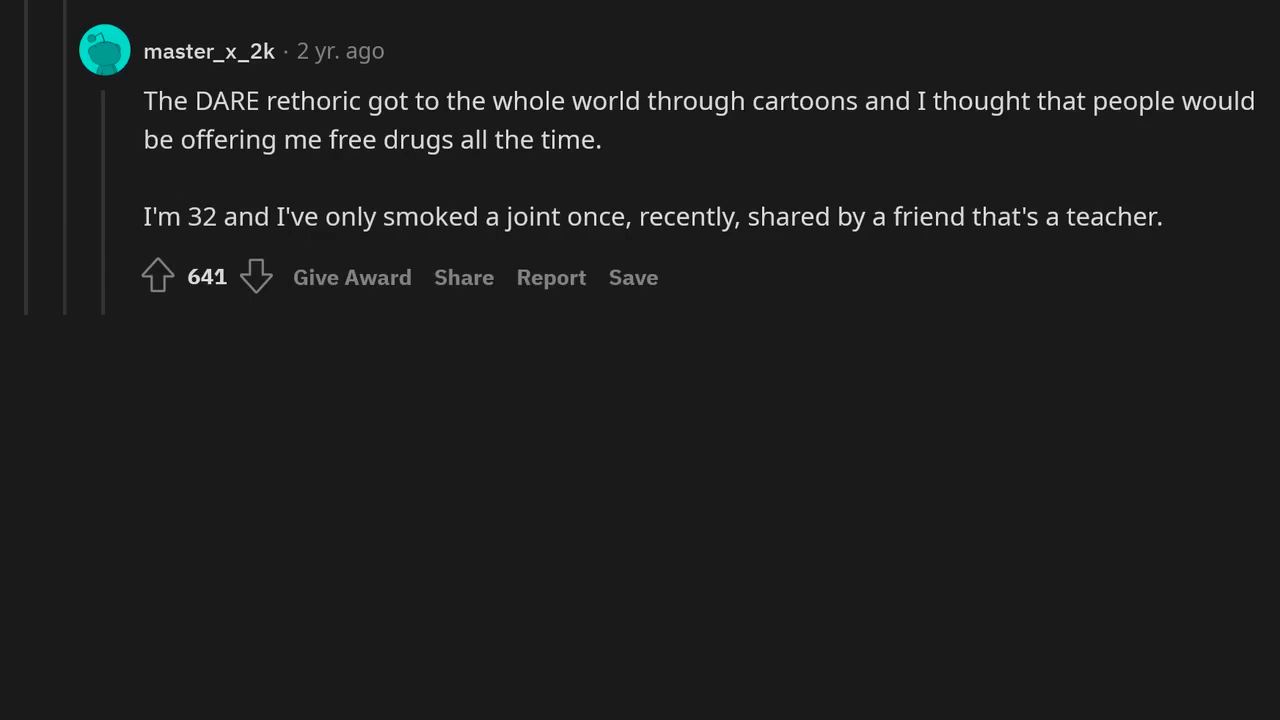 master_x_2k · 2 yr. ago
The DARE rethoric got to the whole world through cartoons and I thought that people would
be offering me free drugs all the time.
I'm 32 and I've only smoked a joint once, recently, shared by a friend that's a teacher.
641 Give Award Share Report Save